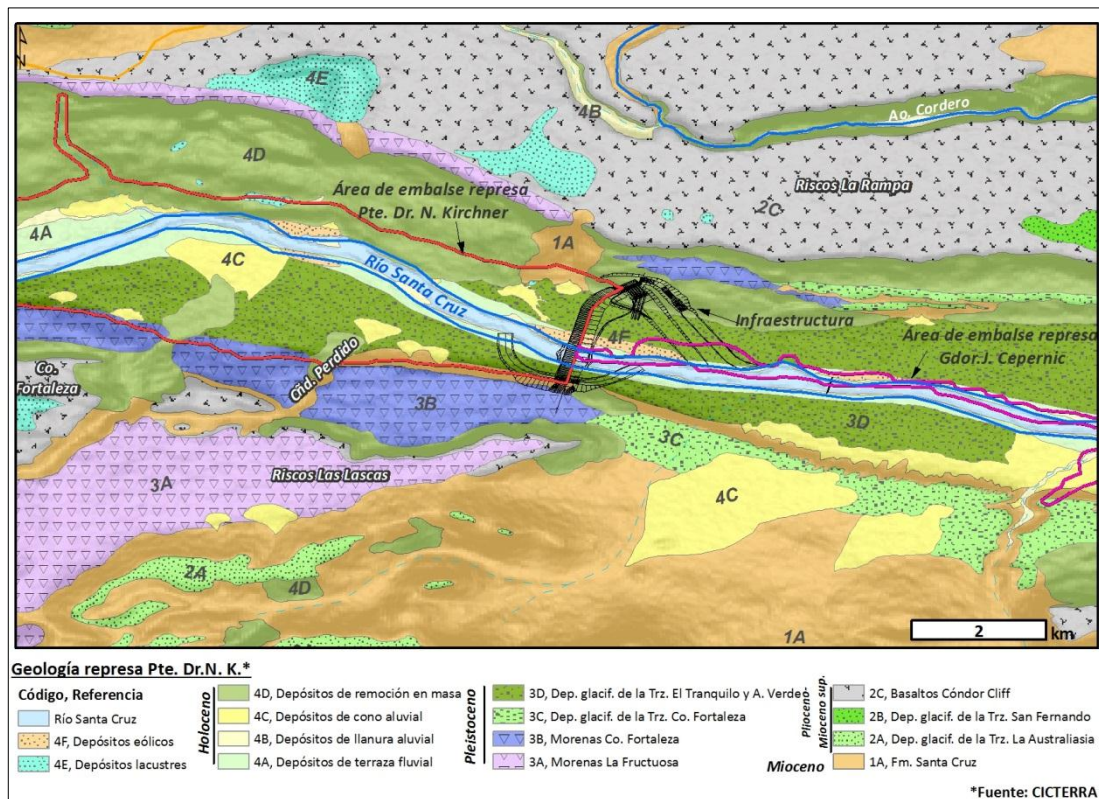 4E
4B
Ao. Cordero
4D
Área de embalse represa
Pte. Dr. N. Kirchner
Riscos La Rampa
2C
4A
1A
4C
Río Santa Cruz
Infraestructura
4F
Área de embalse represa
Gdor.J. Cepernic
Co.
Fortaleza
Cñd. Perdido
3B
3D
3C
3A
Riscos Las Lascas
4C
2A
4D
1A
2
km
Geología represa Pte. Dr.N. K.*
Código, Referencia
Río Santa Cruz
4F, Depósitos eólicos
4E, Depósitos lacustres
Holoceno
4D, Depósitos de remoción en masa
4C, Depósitos de cono aluvial
4B, Depósitos de llanura aluvial
4A, Depósitos de terraza fluvial
Pleistoceno
3D, Dep. glacif. de la Trz. El Tranquilo y A. Verde
3C, Dep. glacif. de la Trz. Co. Fortaleza
3B, Morenas Co. Fortaleza
3A, Morenas La Fructuosa
Plioceno-
Mioceno sup.
2C, Basaltos Cóndor Cliff
2B, Dep. glacif. de la Trz. San Fernando
2A, Dep. glacif. de la Trz. La Australiasia
Mioceno
1A, Fm. Santa Cruz
*Fuente: CICTERRA